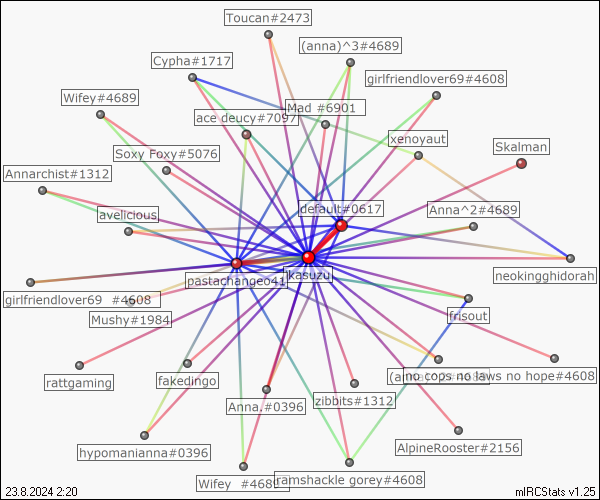 Toucan#2473
(anna)^3#4689
Cypha#1717
girlfriendlover69#4608
Wifey#4689
Mad #6901
ace deucy#7097
xenoyaut
Skalman
Soxy Foxy#5076
Annarchist#1312
default#0617
Anna^2#4689
avelicious
kasuzu
pastachangeo41
neokingghidorah
girlfriendlover69 #4608
frisout
Mushy#1984
no cops no laws no hope#4608
rattgaming
fakedingo
zibbits#1312
Anna.#0396
AlpineRooster#2156
hypomanianna#0396
Wifey #4689
ramshackle gorey#4608
23.8.2024 2:20
mIRCStats v1.25